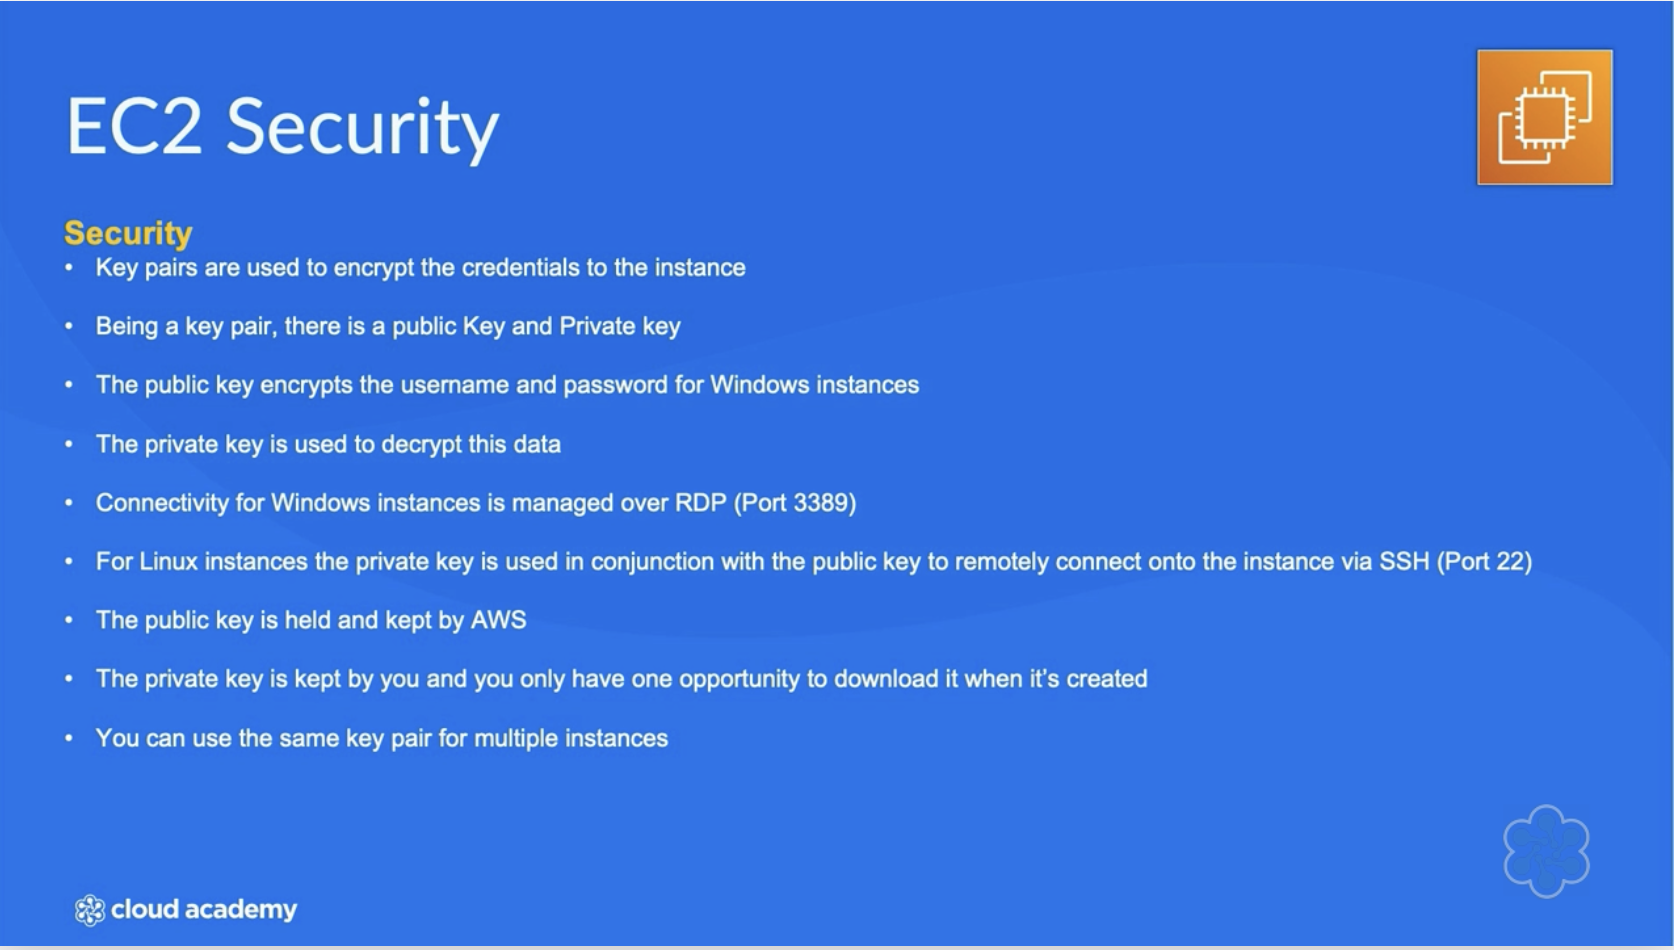 EC2 Security
Security
• Key pairs are used to encrypt the credentials to the instance
• Being a key pair, there is a public Key and Private key
• The public key encrypts the username and password for Windows instances
• The private key is used to decrypt this data
• Connectivity for Windows instances is managed over RDP (Port 3389)
• For Linux instances the private key is used in conjunction with the public key to remotely connect onto the instance via SSH (Port 22)
• The public key is held and kept by AWS
• The private key is kept by you and you only have one opportunity to download it when it's created
• You can use the same key pair for multiple instances
cloud academy